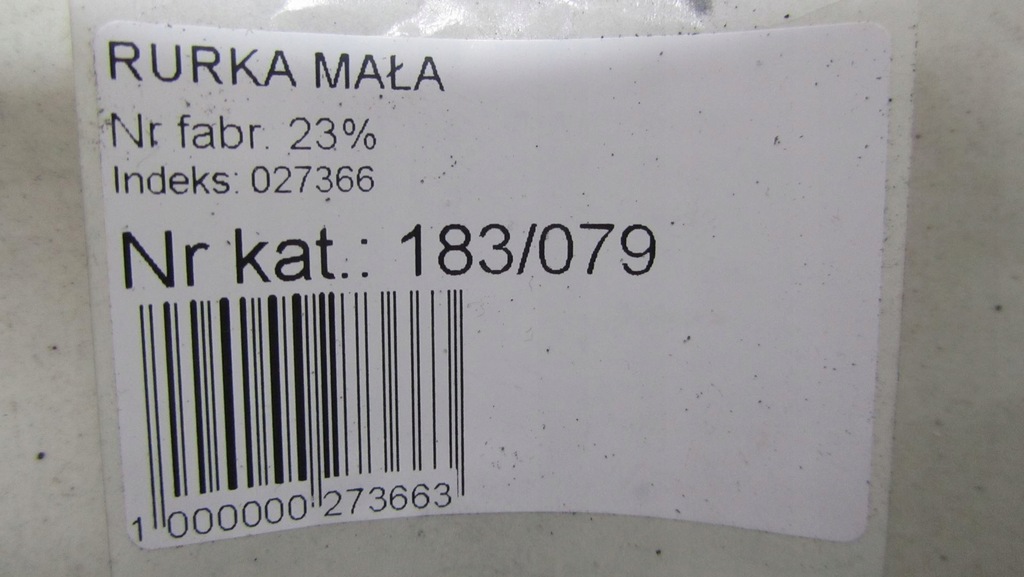 RURKA MAŁA
Nr fabr. 23%
Indeks: 027366
Nr kat.: 183/079
1 000000 273663